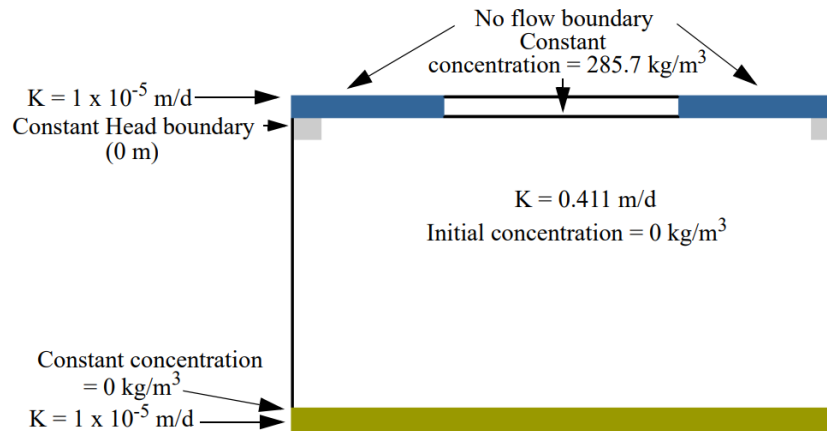 No flow boundary
Constant
concentration = 285.7 kg/m³
K = 1 x 10⁻⁵ m/d
Constant Head boundary
(0 m)
K = 0.411 m/d
Initial concentration = 0 kg/m³
Constant concentration
= 0 kg/m³
K = 1 x 10⁻⁵ m/d